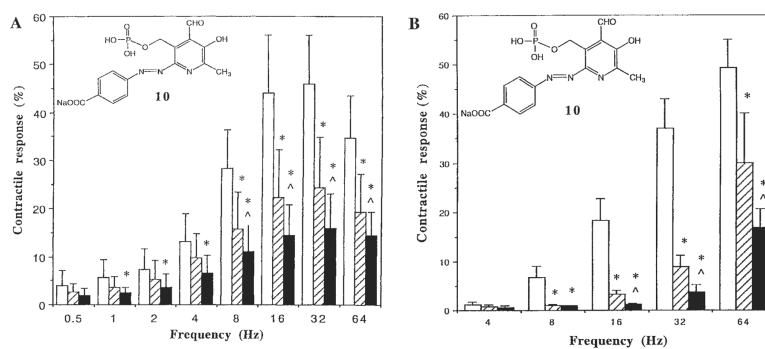 A
Contractile response (%)
60
50
40
30
20
10
0
0.5 1 2 4 8 16 32 64
Frequency (Hz)
O
HO-P
OH
O
CHO
OH
N=N
N
CH3
NaOOC
10
* * * * * * * * * * *
^ ^ ^ ^
B
Contractile response (%)
60
50
40
30
20
10
0
4 8 16 32 64
Frequency (Hz)
O
HO-P
OH
O
CHO
OH
N=N
N
CH3
NaOOC
10
* * * * * * * *
^ ^ ^